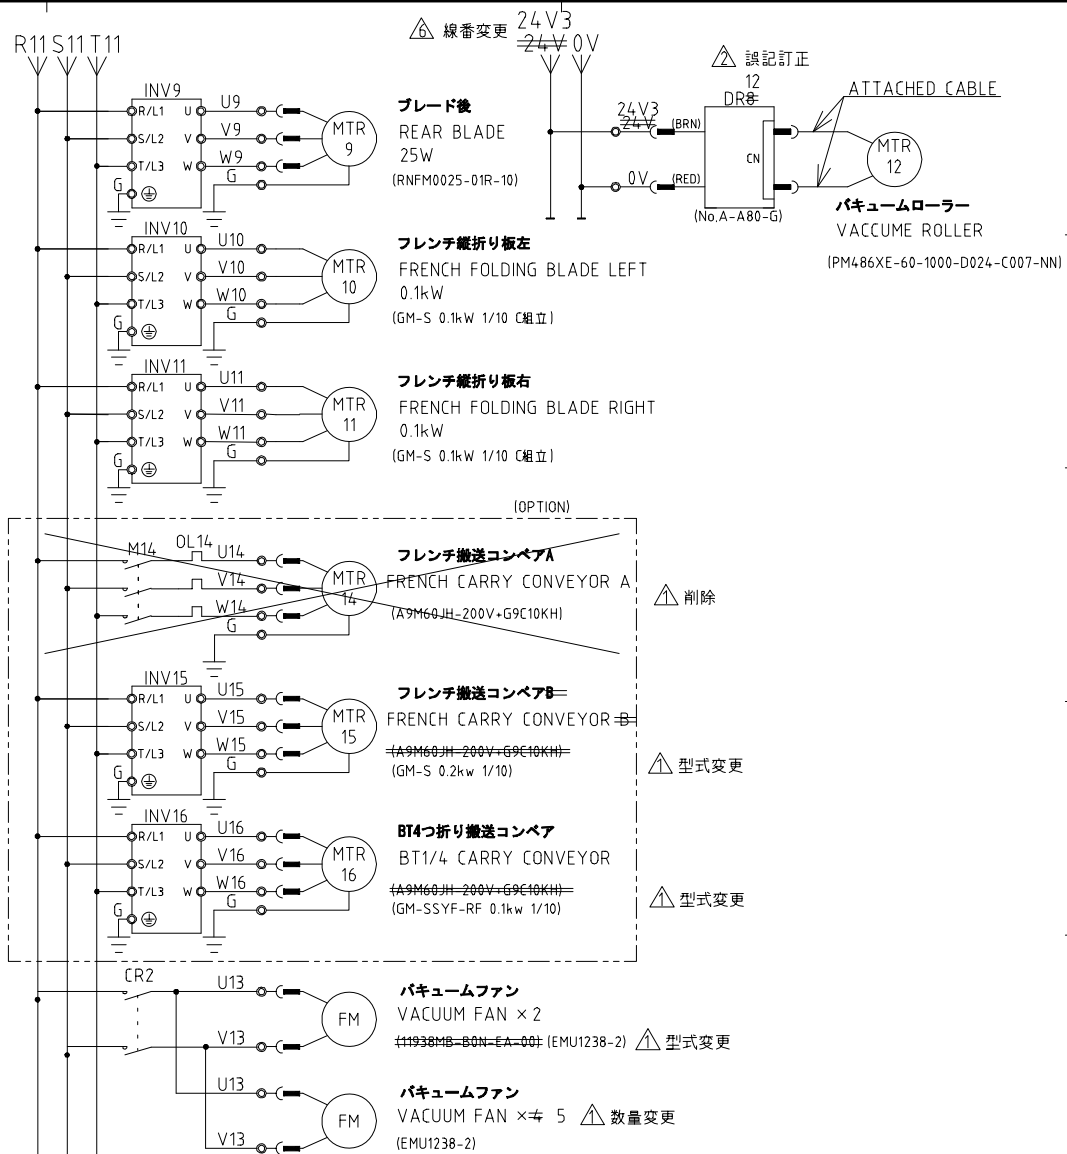 R11 S11 T11
△6 線番変更
24V3
24V 0V
△2 誤記訂正
12
DR8
ATTACHED CABLE
24V3
24V
(BRN)
0V
(RED)
CN
MTR
12
(No.A-A80-G)
バキュームローラー
VACCUME ROLLER
(PM486XE-60-1000-D024-C007-NN)
INV9
R/L1 U U9
S/L2 V V9
T/L3 W W9
G G
MTR
9
ブレード後
REAR BLADE
25W
(RNFM0025-01R-10)
INV10
R/L1 U U10
S/L2 V V10
T/L3 W W10
G G
MTR
10
フレンチ縦折り板左
FRENCH FOLDING BLADE LEFT
0.1kW
(GM-S 0.1kW 1/10 C組立)
INV11
R/L1 U U11
S/L2 V V11
T/L3 W W11
G G
MTR
11
フレンチ縦折り板右
FRENCH FOLDING BLADE RIGHT
0.1kW
(GM-S 0.1kW 1/10 C組立)
(OPTION)
M14 OL14 U14
V14
W14
G
MTR
14
フレンチ搬送コンベアA
FRENCH CARRY CONVEYOR A
(A9M60JH-200V+G9C10KH)
△1 削除
INV15
R/L1 U U15
S/L2 V V15
T/L3 W W15
G G
MTR
15
フレンチ搬送コンベアB
FRENCH CARRY CONVEYOR B
(A9M60JH-200V+G9C10KH)
(GM-S 0.2kw 1/10)
△1 型式変更
INV16
R/L1 U U16
S/L2 V V16
T/L3 W W16
G G
MTR
16
BT4つ折り搬送コンベア
BT1/4 CARRY CONVEYOR
(A9M60JH-200V+G9C10KH)
(GM-SSYF-RF 0.1kw 1/10)
△1 型式変更
CR2
U13
V13
FM
バキュームファン
VACUUM FAN ×2
(11938MB-B0N-EA-00) (EMU1238-2) △1 型式変更
U13
V13
FM
バキュームファン
VACUUM FAN ×4 5 △1 数量変更
(EMU1238-2)